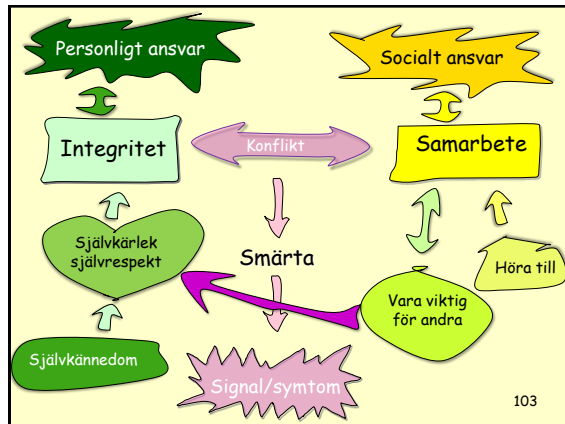 Personligt ansvar
Socialt ansvar
Integritet
Konflikt
Samarbete
Självkärlek
självrespekt
Smärta
Höra till
Vara viktig
för andra
Självkännedom
Signal/symtom
103